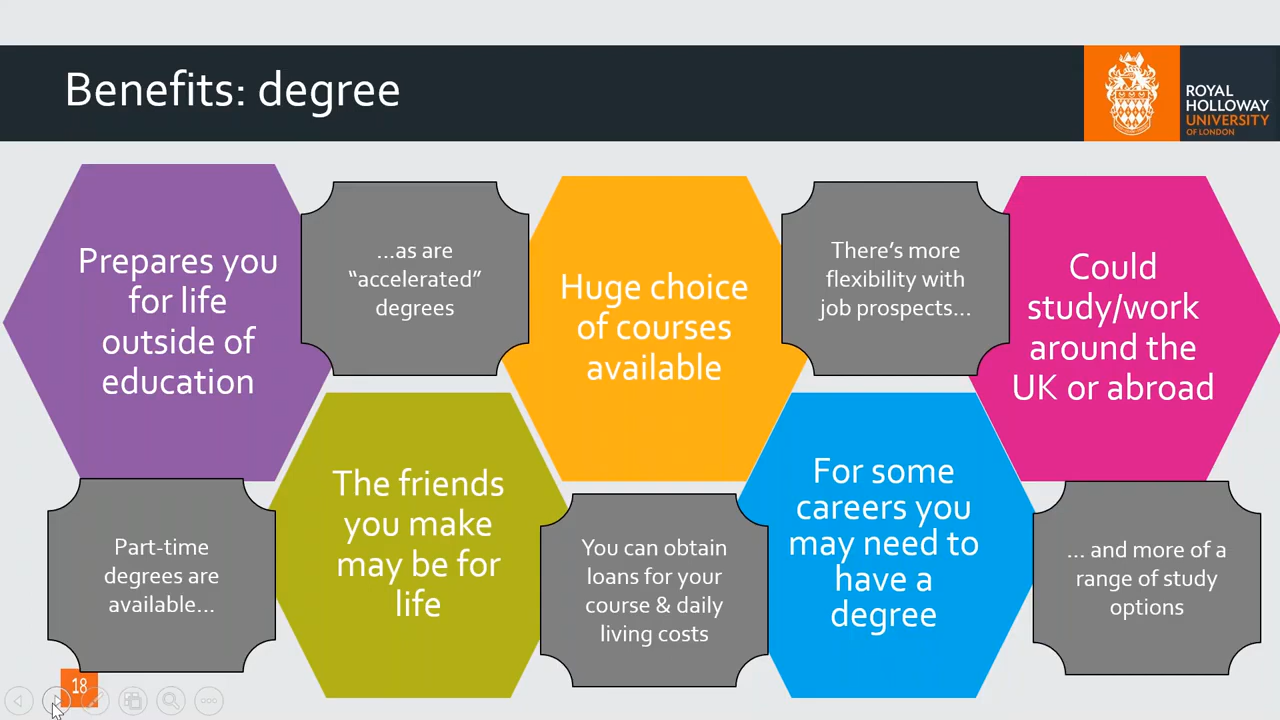 Benefits: degree
ROYAL
HOLLOWAY
UNIVERSITY
OF LONDON
Prepares you
for life
outside of
education
...as are
“accelerated”
degrees
Huge choice
of courses
available
There’s more
flexibility with
job prospects...
Could
study/work
around the
UK or abroad
Part-time
degrees are
available...
The friends
you make
may be for
life
You can obtain
loans for your
course & daily
living costs
For some
careers you
may need to
have a
degree
... and more of a
range of study
options
18